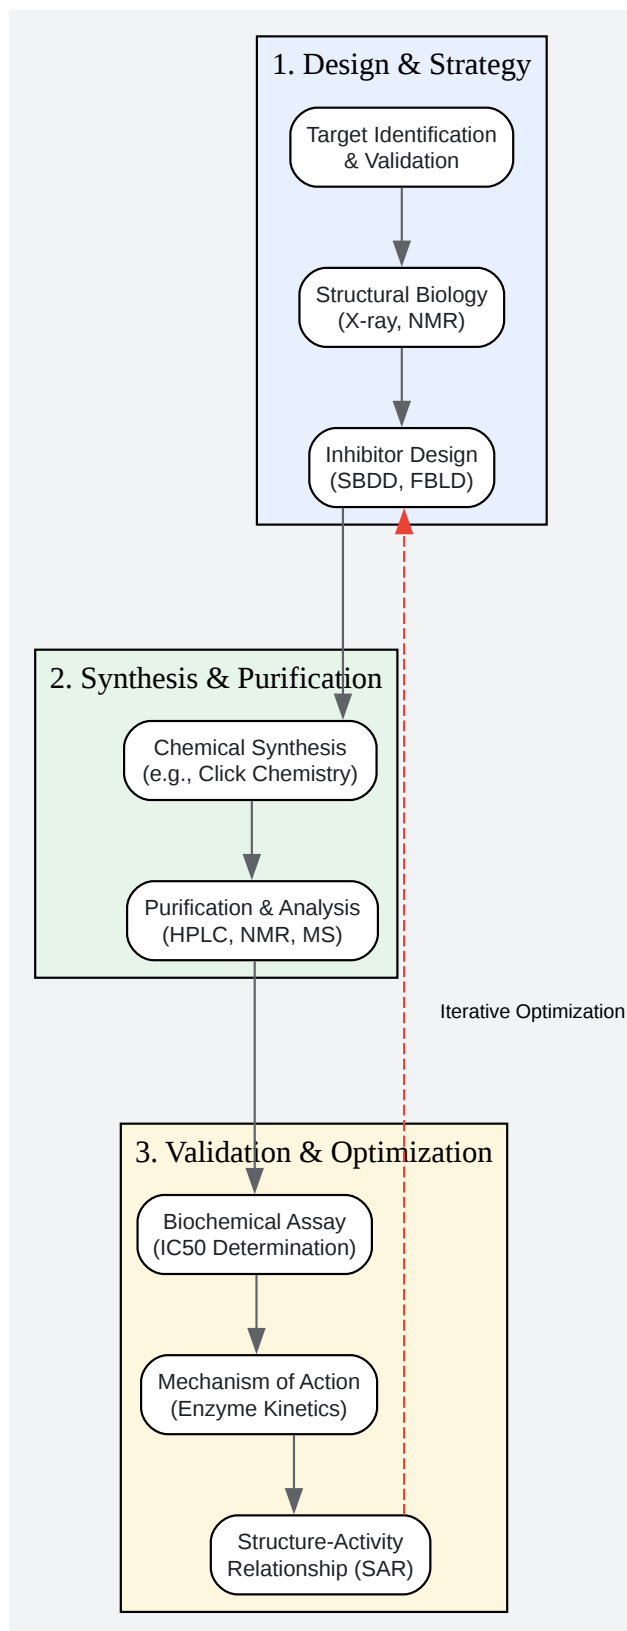 1. Design & Strategy
Target Identification
& Validation
Structural Biology
(X-ray, NMR)
Inhibitor Design
(SBDD, FBLD)
2. Synthesis & Purification
Chemical Synthesis
(e.g., Click Chemistry)
Purification & Analysis
(HPLC, NMR, MS)
Iterative Optimization
3. Validation & Optimization
Biochemical Assay
(IC50 Determination)
Mechanism of Action
(Enzyme Kinetics)
Structure-Activity
Relationship (SAR)